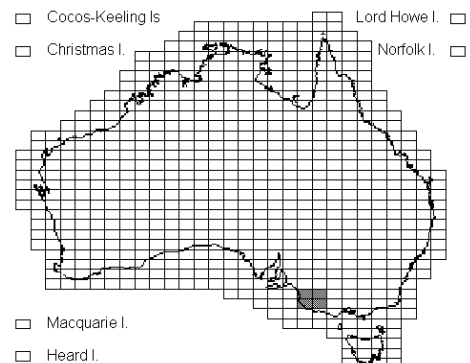 Cocos-Keeling Is
Lord Howe I.
Christmas I.
Norfolk I.
Macquarie I.
Heard I.